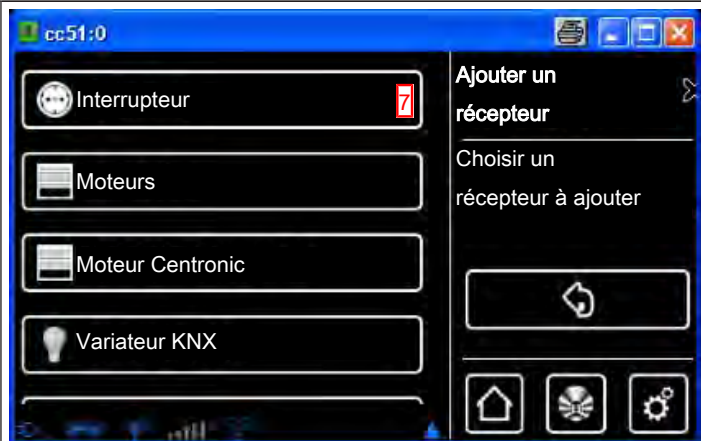 cc51:0
Interrupteur 7
Moteurs
Moteur Centronic
Variateur KNX
Ajouter un
récepteur
Choisir un
récepteur à ajouter